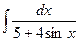 ∫ dx / (5 + 4 sin x)